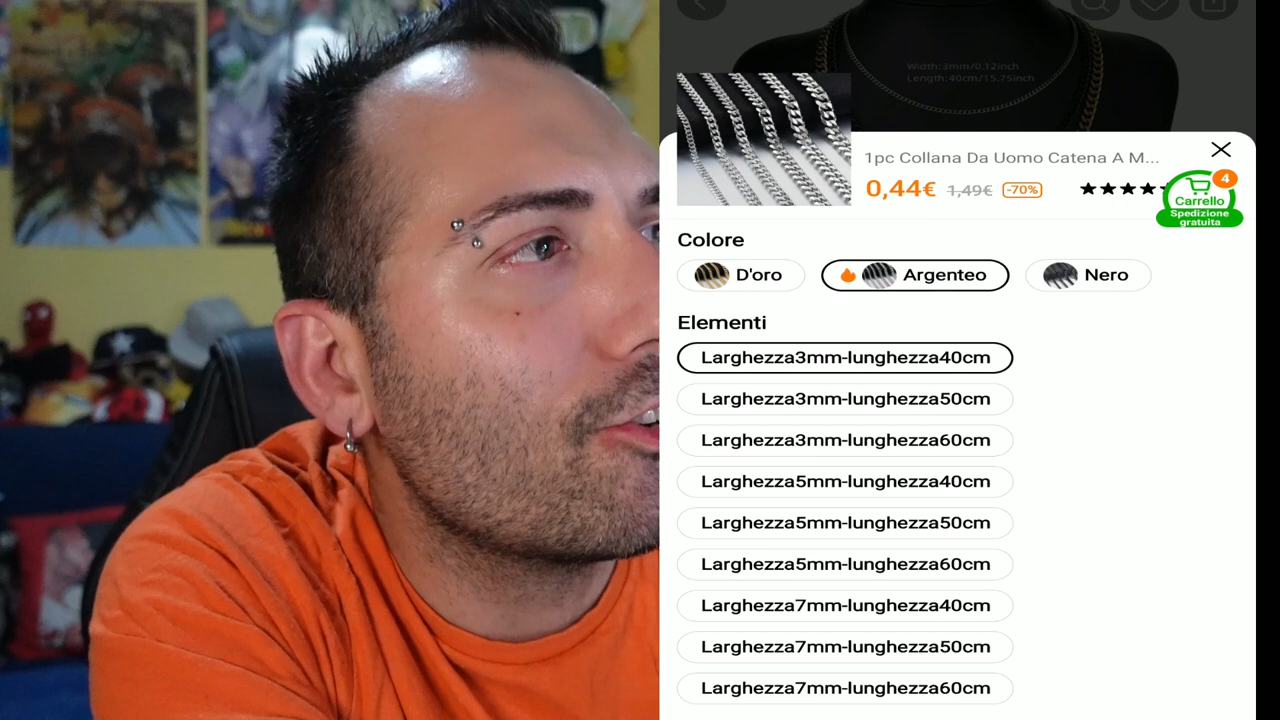 Width:3mm/0.12inch
Length:40cm/15.75inch
1pc Collana Da Uomo Catena A M...
0,44€ 1,49€ -70%
4
Carrello
Spedizione
gratuita
Colore
D'oro Argenteo Nero
Elementi
Larghezza3mm-lunghezza40cm
Larghezza3mm-lunghezza50cm
Larghezza3mm-lunghezza60cm
Larghezza5mm-lunghezza40cm
Larghezza5mm-lunghezza50cm
Larghezza5mm-lunghezza60cm
Larghezza7mm-lunghezza40cm
Larghezza7mm-lunghezza50cm
Larghezza7mm-lunghezza60cm